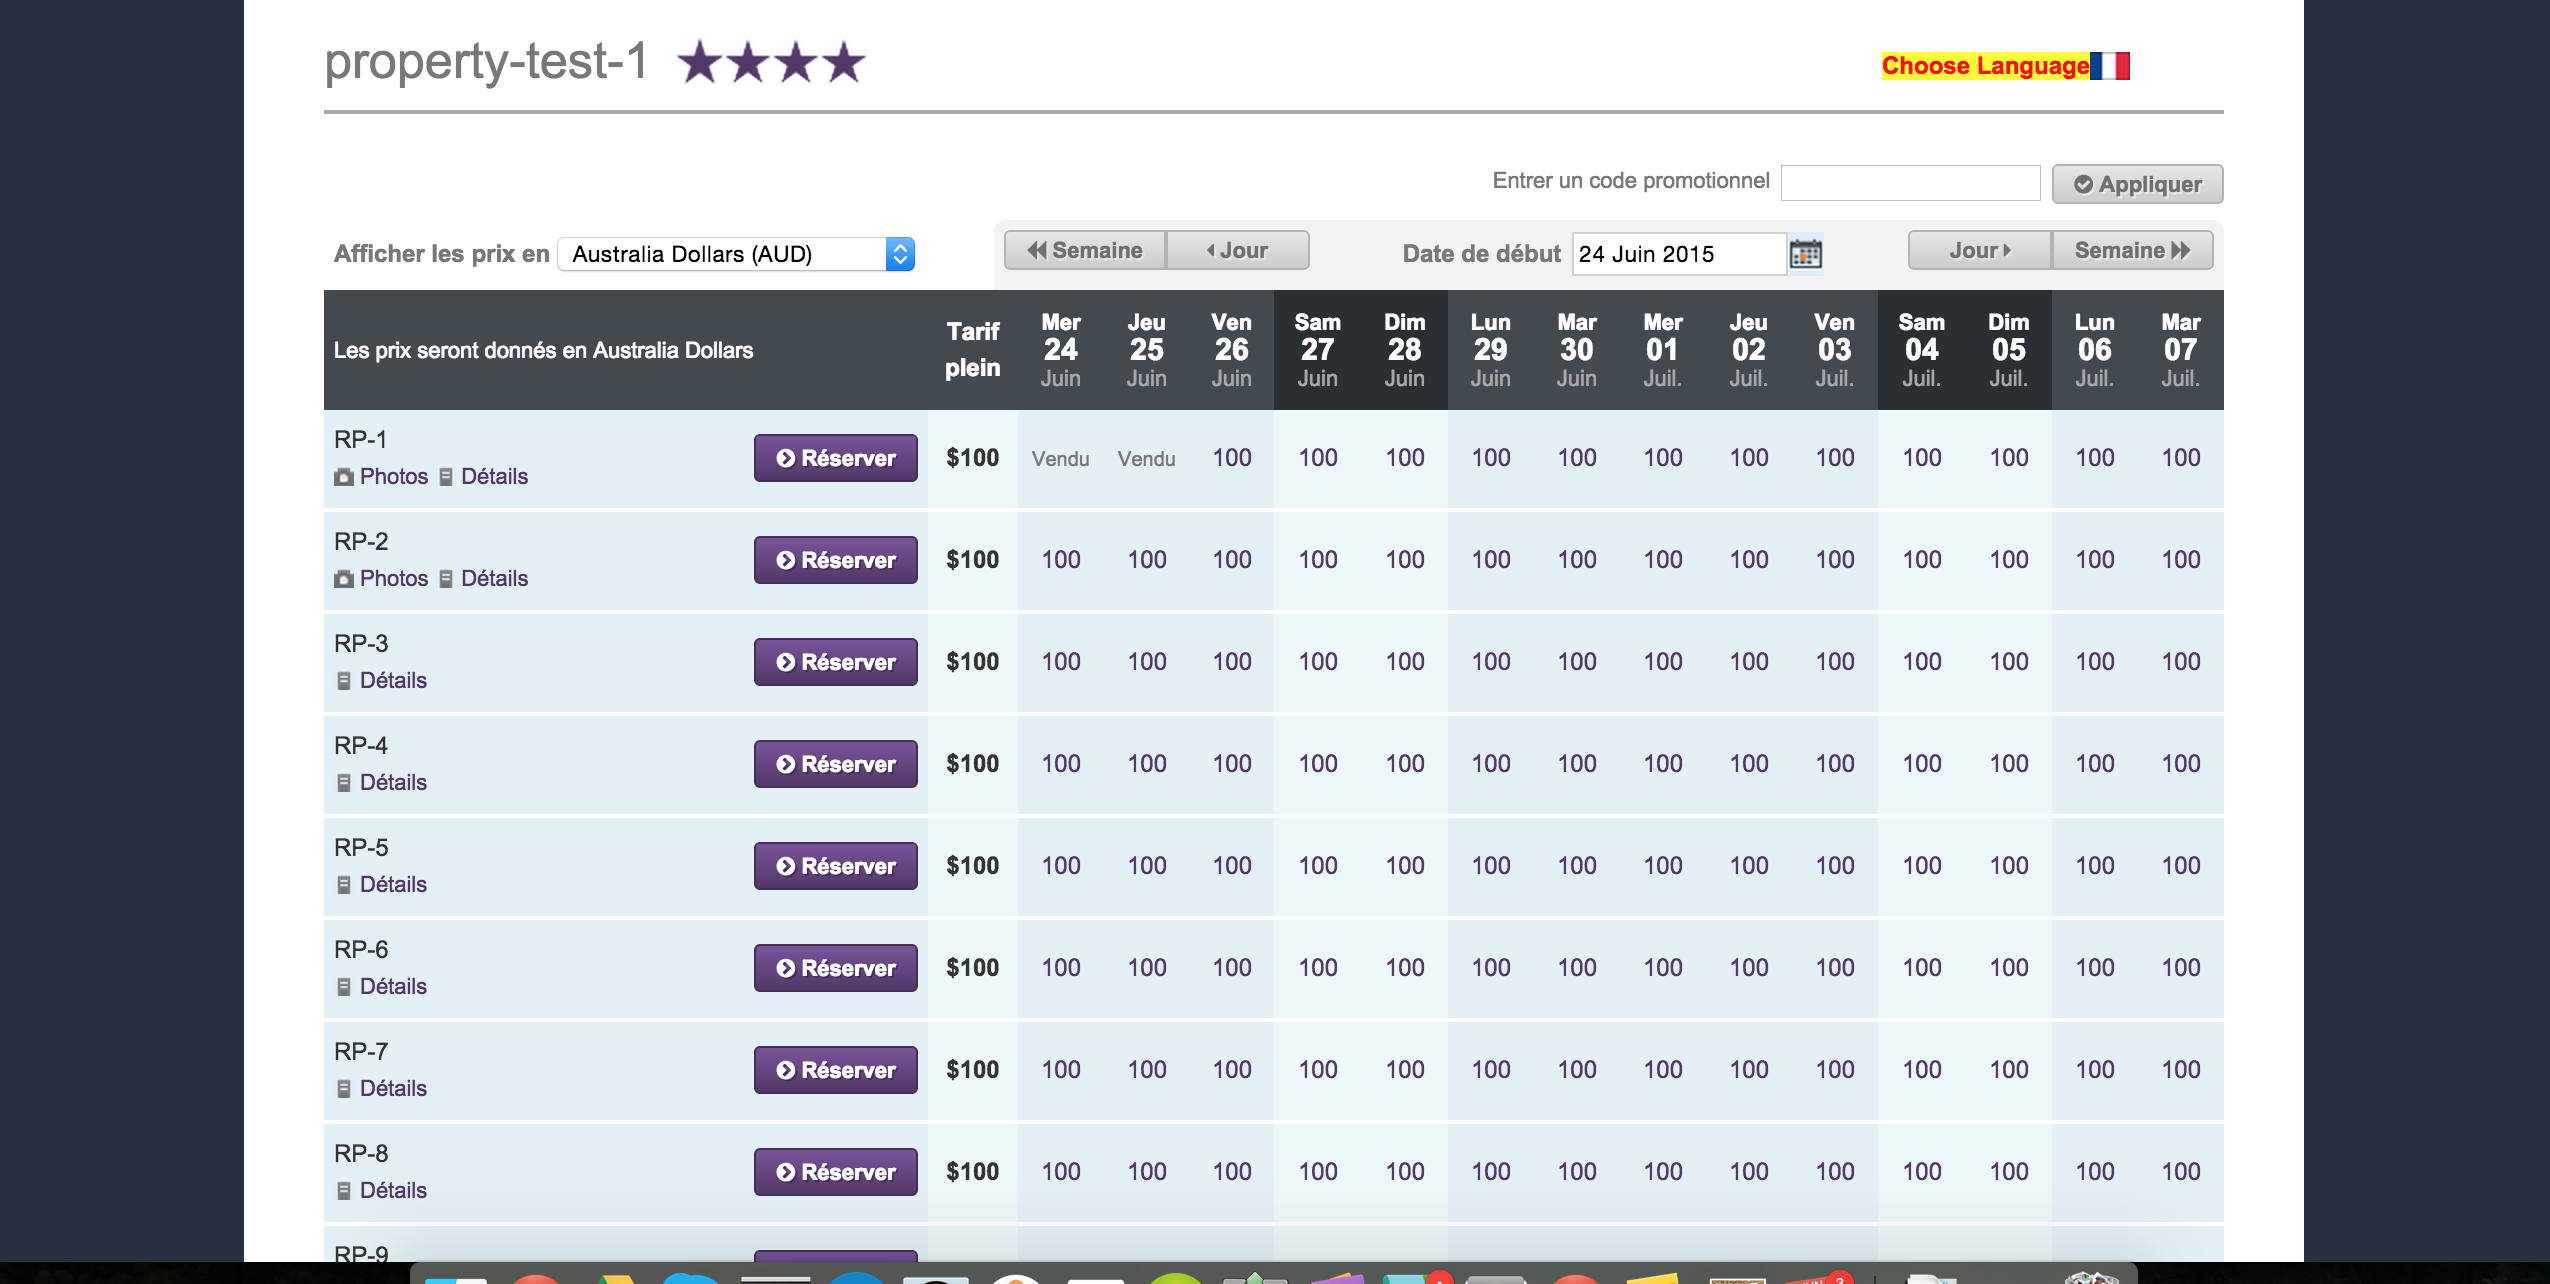 property-test-1
Choose Language
Entrer un code promotionnel Appliquer
Afficher les prix en Australia Dollars (AUD) Semaine Jour Date de début 24 Juin 2015 Jour Semaine
Les prix seront donnés en Australia Dollars Tarif plein Mer 24 Juin Jeu 25 Juin Ven 26 Juin Sam 27 Juin Dim 28 Juin Lun 29 Juin Mar 30 Juin Mer 01 Juil. Jeu 02 Juil. Ven 03 Juil. Sam 04 Juil. Dim 05 Juil. Lun 06 Juil. Mar 07 Juil.
RP-1
Photos Détails
Réserver $100 Vendu Vendu 100 100 100 100 100 100 100 100 100 100 100 100
RP-2
Photos Détails
Réserver $100 100 100 100 100 100 100 100 100 100 100 100 100 100 100
RP-3
Détails
Réserver $100 100 100 100 100 100 100 100 100 100 100 100 100 100 100
RP-4
Détails
Réserver $100 100 100 100 100 100 100 100 100 100 100 100 100 100 100
RP-5
Détails
Réserver $100 100 100 100 100 100 100 100 100 100 100 100 100 100 100
RP-6
Détails
Réserver $100 100 100 100 100 100 100 100 100 100 100 100 100 100 100
RP-7
Détails
Réserver $100 100 100 100 100 100 100 100 100 100 100 100 100 100 100
RP-8
Détails
Réserver $100 100 100 100 100 100 100 100 100 100 100 100 100 100 100
RP-9